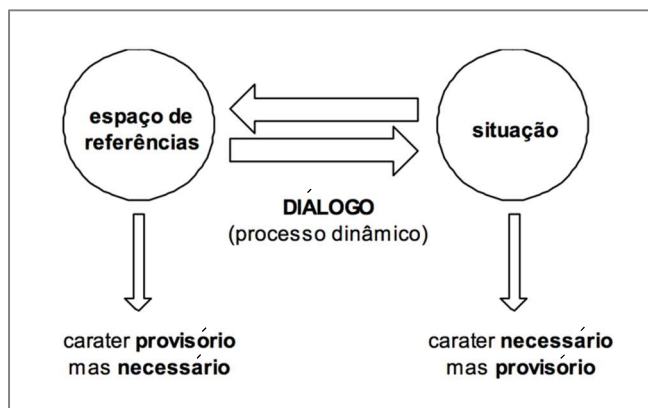 espaço de
referências
situação
DIÁLOGO
(processo dinâmico)
carater provisório
mas necessário
carater necessário
mas provisório